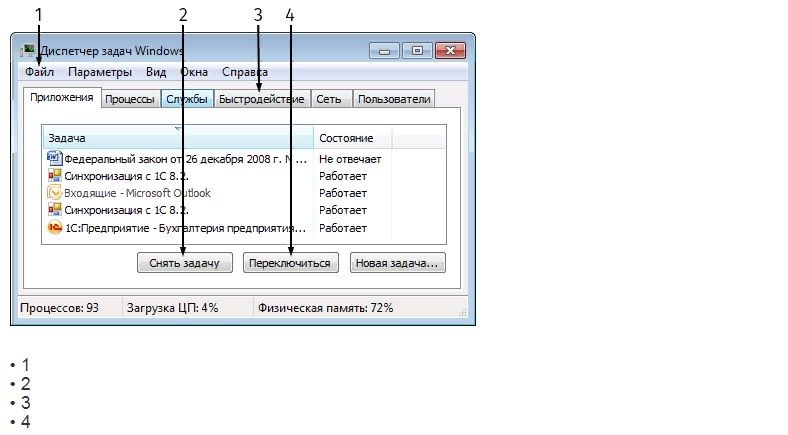 1 2 3 4
Диспетчер задач Windows
Файл Параметры Вид Окна Справка
Приложения Процессы Службы Быстродействие Сеть Пользователи
Задача Состояние
Федеральный закон от 26 декабря 2008 г. N ... Не отвечает
Синхронизация с 1С 8.2. Работает
Входящие - Microsoft Outlook Работает
Синхронизация с 1С 8.2. Работает
1С:Предприятие - Бухгалтерия предприятия... Работает
Снять задачу Переключиться Новая задача...
Процессов: 93 Загрузка ЦП: 4% Физическая память: 72%
• 1
• 2
• 3
• 4